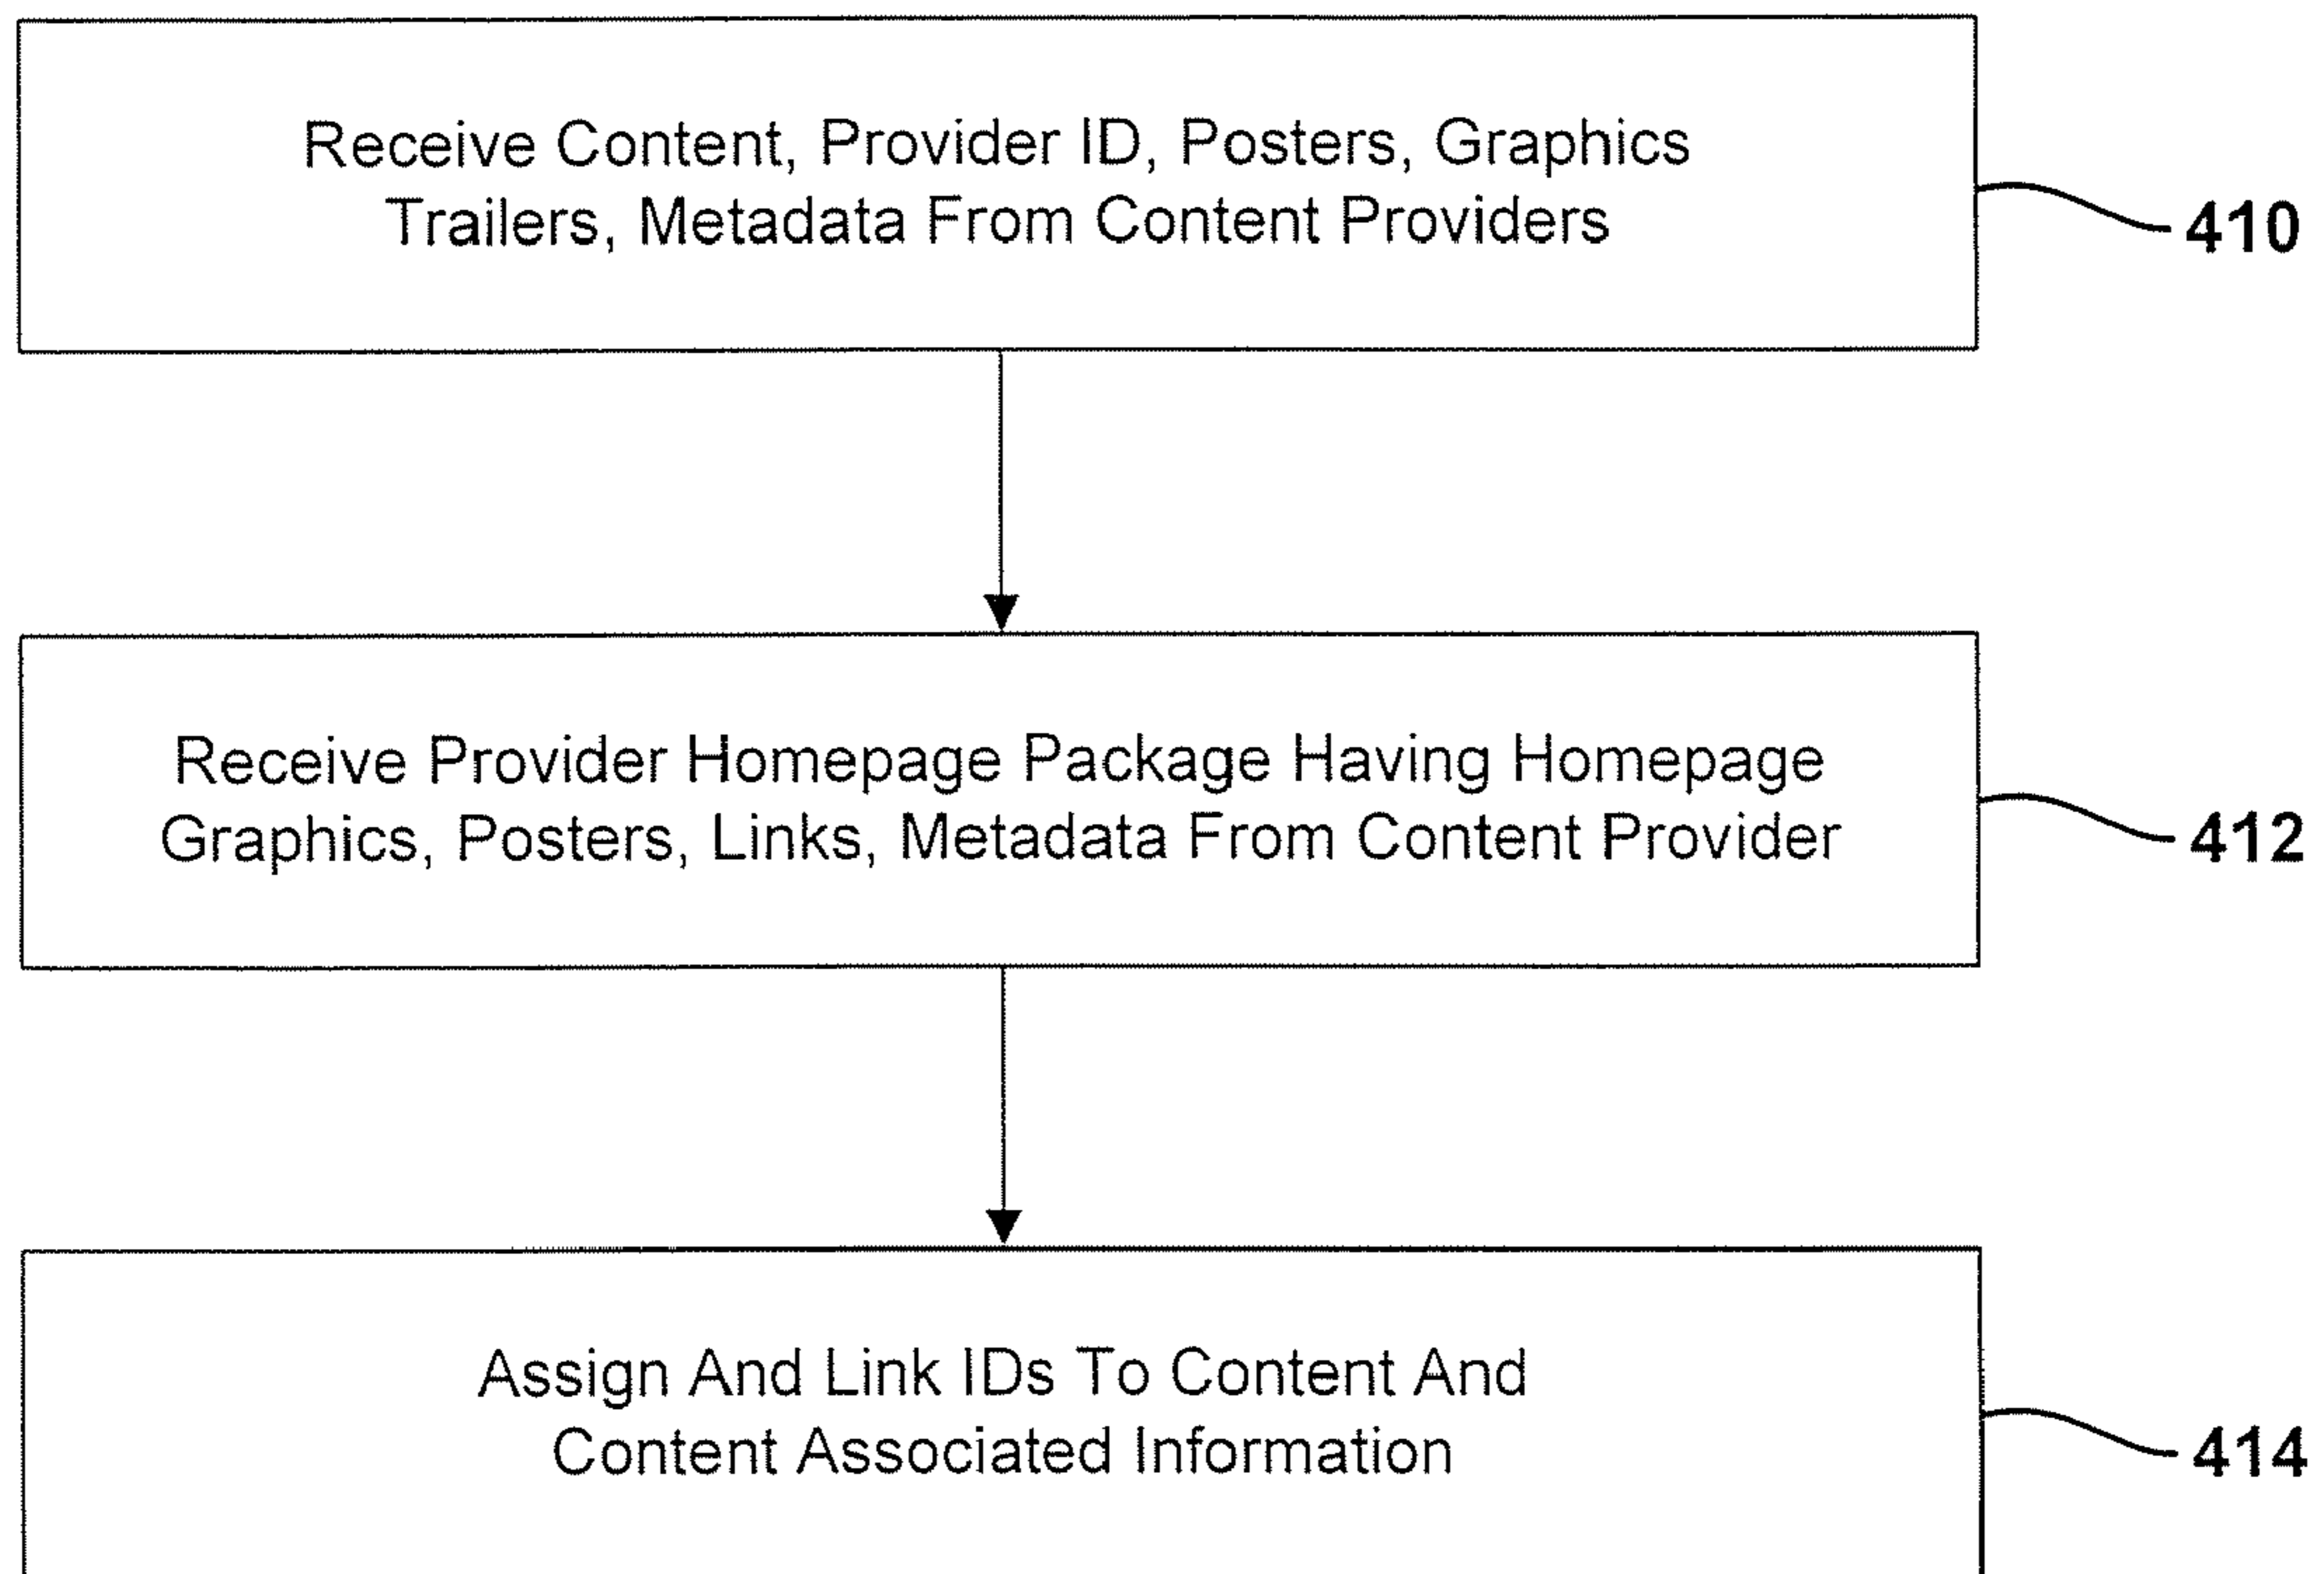 Receive Content, Provider ID, Posters, Graphics
Trailers, Metadata From Content Providers
410
Receive Provider Homepage Package Having Homepage
Graphics, Posters, Links, Metadata From Content Provider
412
Assign And Link IDs To Content And
Content Associated Information
414